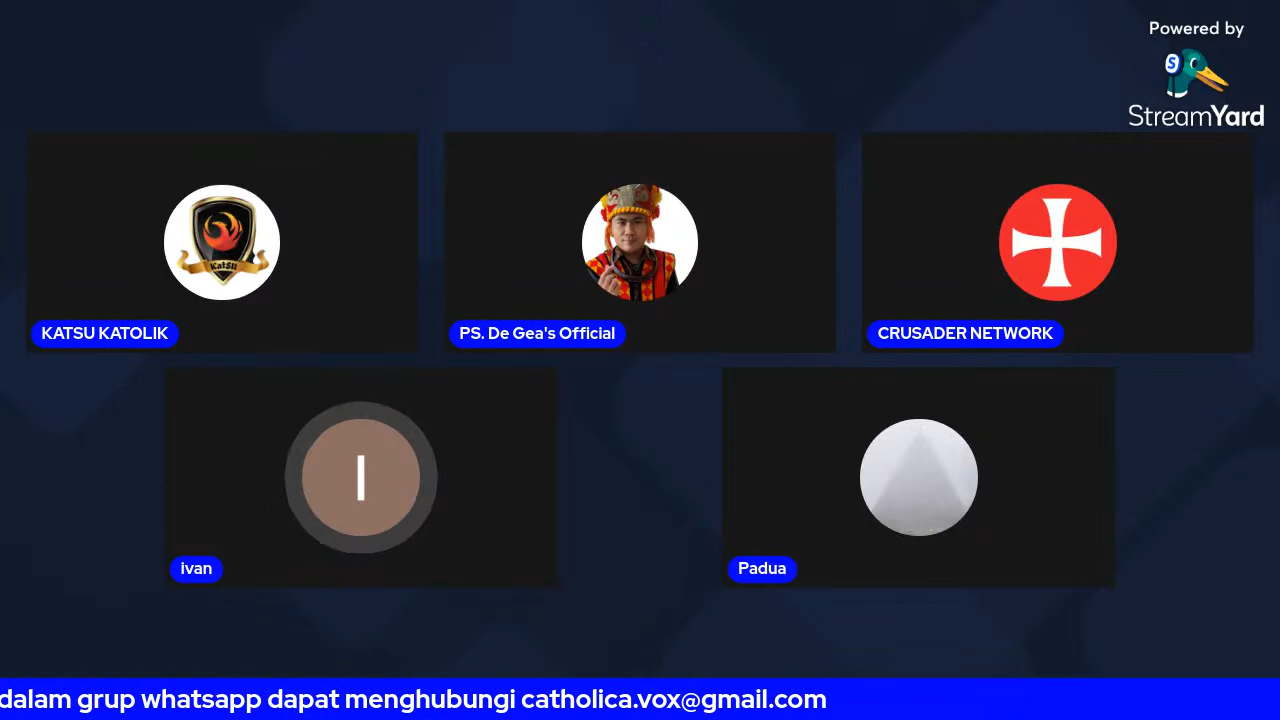 Powered by
S
StreamYard
KatSU
KATSU KATOLIK
PS. De Gea's Official
CRUSADER NETWORK
I
ivan
Padua
dalam grup whatsapp dapat menghubungi catholica.vox@gmail.com